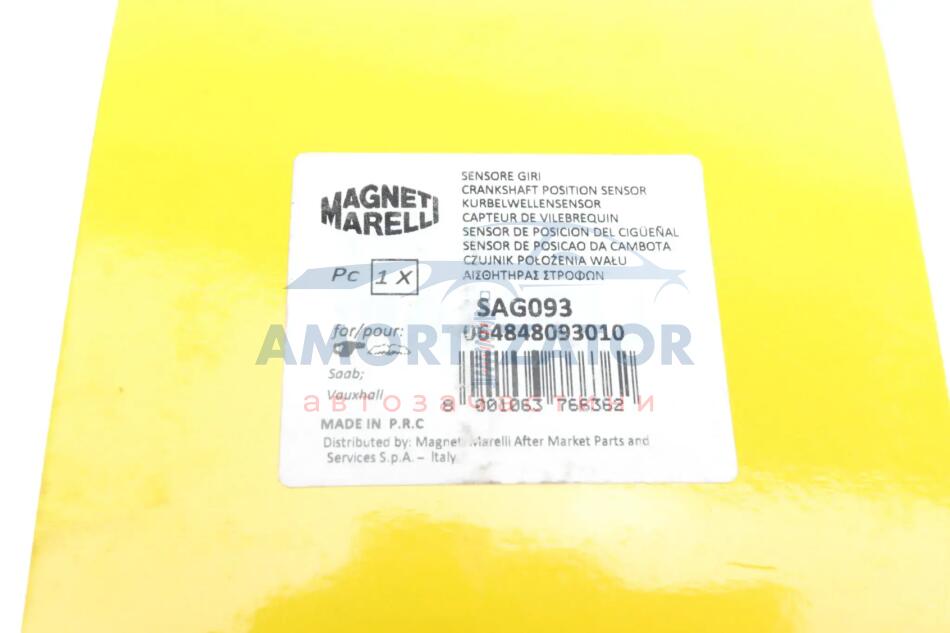 MAGNETI
MARELLI
SENSORE GIRI
CRANKSHAFT POSITION SENSOR
KURBELWELLENSENSOR
CAPTEUR DE VILEBREQUIN
SENSOR DE POSICION DEL CIGÜEÑAL
SENSOR DE POSICAO DA CAMBOTA
CZUJNIK POŁOŻENIA WAŁU
ΑΙΣΘΗΤΗΡΑΣ ΣΤΡΟΦΩΝ
Pc 1 X
SAG093
064848093010
for/pour:
AMORTIZATOR
Saab;
Vauxhall
автозапчастини
8 001063 768362
MADE IN P.R.C
Distributed by: Magneti Marelli After Market Parts and
Services S.p.A. – Italy